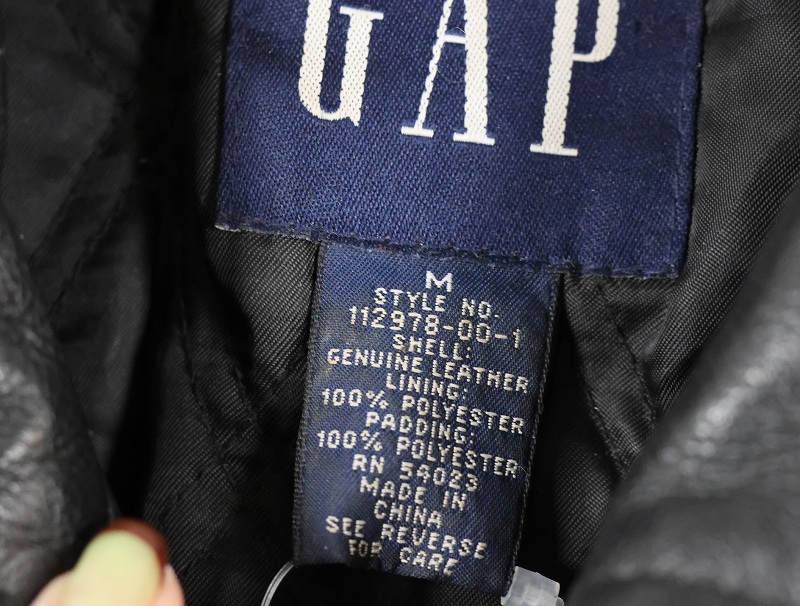 GAP
M
STYLE NO:
112978-00-1
SHELL:
GENUINE LEATHER
LINING:
100% POLYESTER
PADDING:
100% POLYESTER
RN 54023
MADE IN
CHINA
SEE REVERSE
FOR CARE